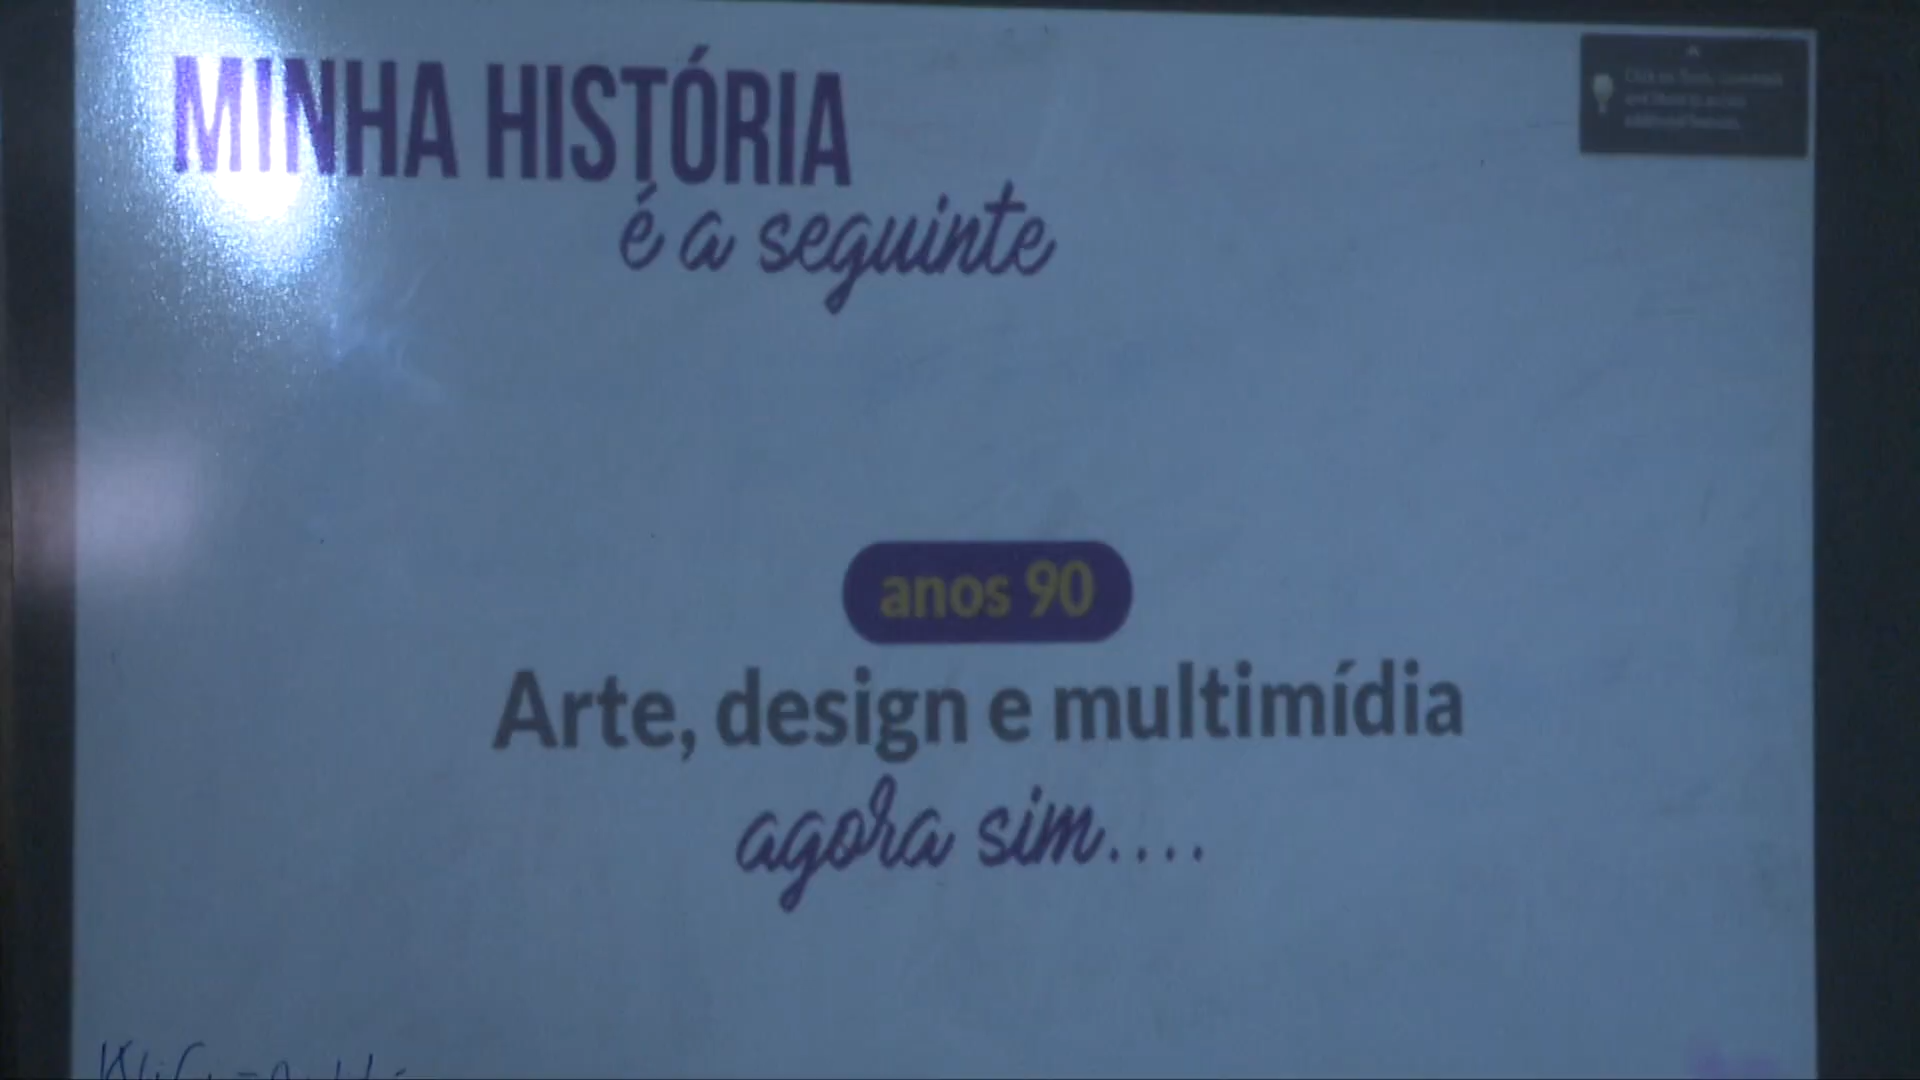 MINHA HISTÓRIA
é a seguinte
anos 90
Arte, design e multimídia
agora sim....